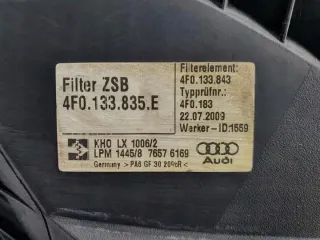 Filter ZSB
4F0.133.835.E
Filterelement:
4F0.133.843
Typprüfnr.:
4F0.183
22.07.2009
Werker-ID:1559
KHO LX 1006/2
LPM 1445/8 7657 6169
Germany >PA6 GF 30 20%R<
Audi